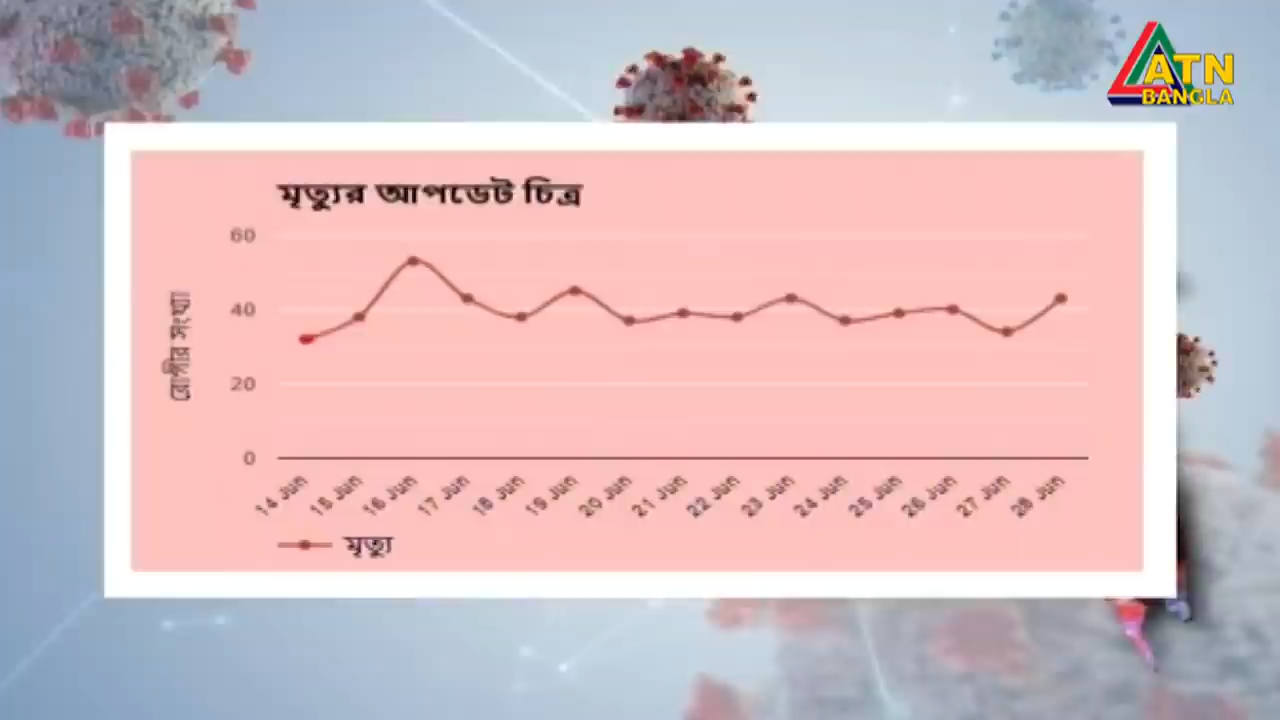 ATN
BANGLA
মৃত্যুর আপডেট চিত্র
রোগীর সংখ্যা
60
40
20
0
14 Jun
15 Jun
16 Jun
17 Jun
18 Jun
19 Jun
20 Jun
21 Jun
22 Jun
23 Jun
24 Jun
25 Jun
26 Jun
27 Jun
28 Jun
মৃত্যু